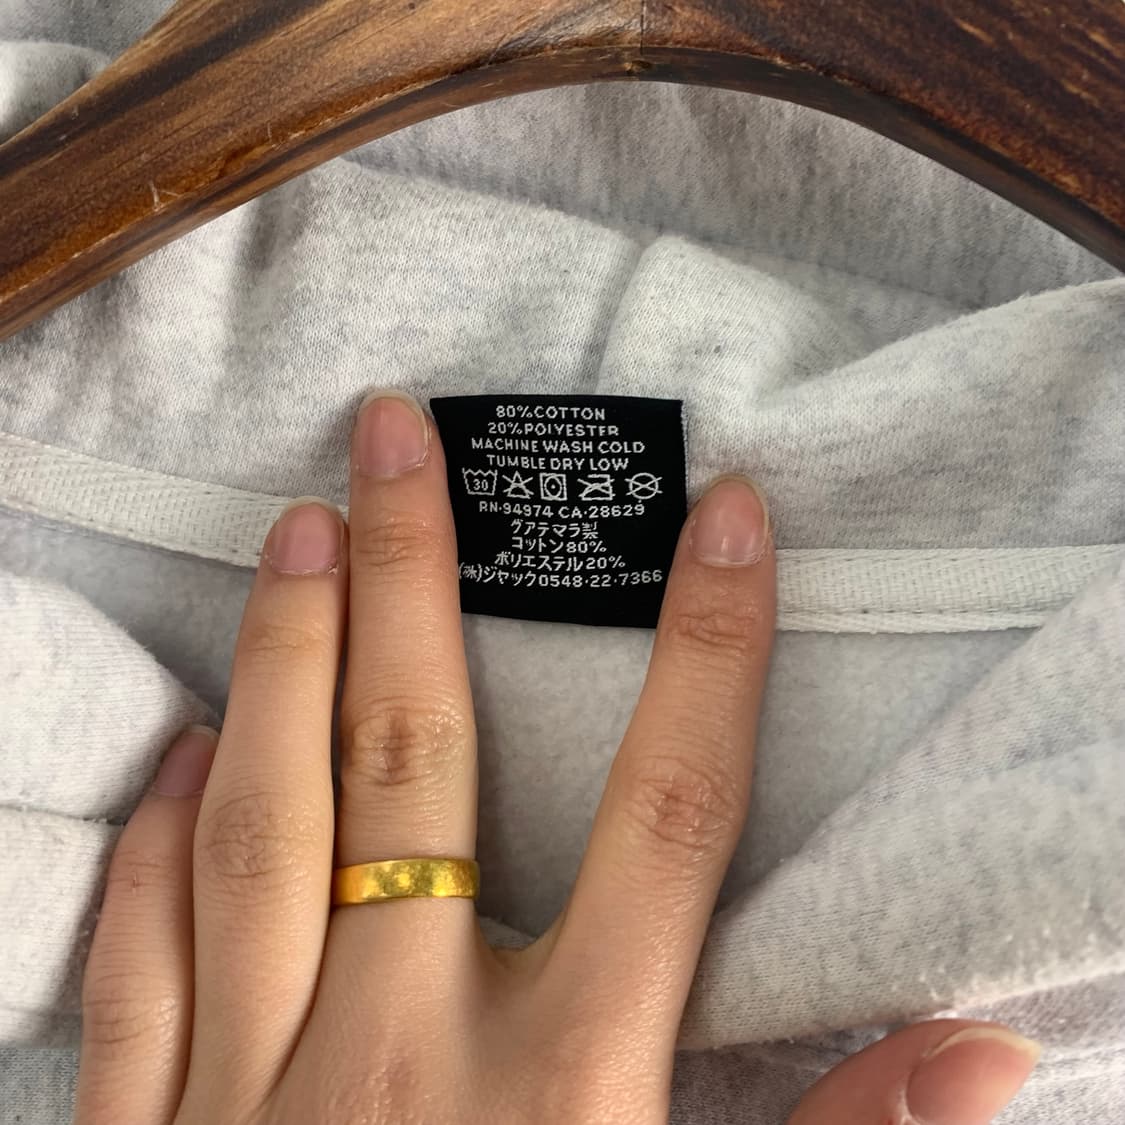 80%COTTON
20%POLYESTER
MACHINE WASH COLD
TUMBLE DRY LOW
30
RN·94974 CA·28629
グアテマラ製
コットン80%
ポリエステル20%
(株)ジャック0548·22·7366